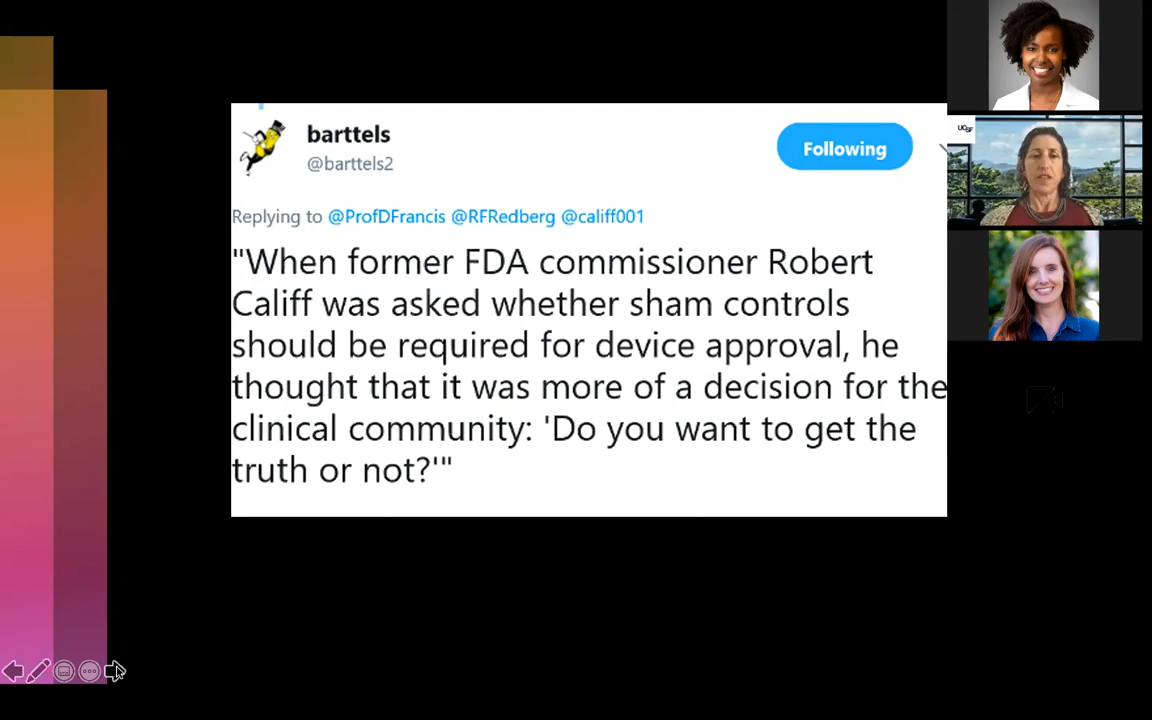 barttels
@barttels2
Following
Replying to @ProfDFrancis @RFRedberg @califf001
"When former FDA commissioner Robert
Califf was asked whether sham controls
should be required for device approval, he
thought that it was more of a decision for the
clinical community: 'Do you want to get the
truth or not?'"
UCSF